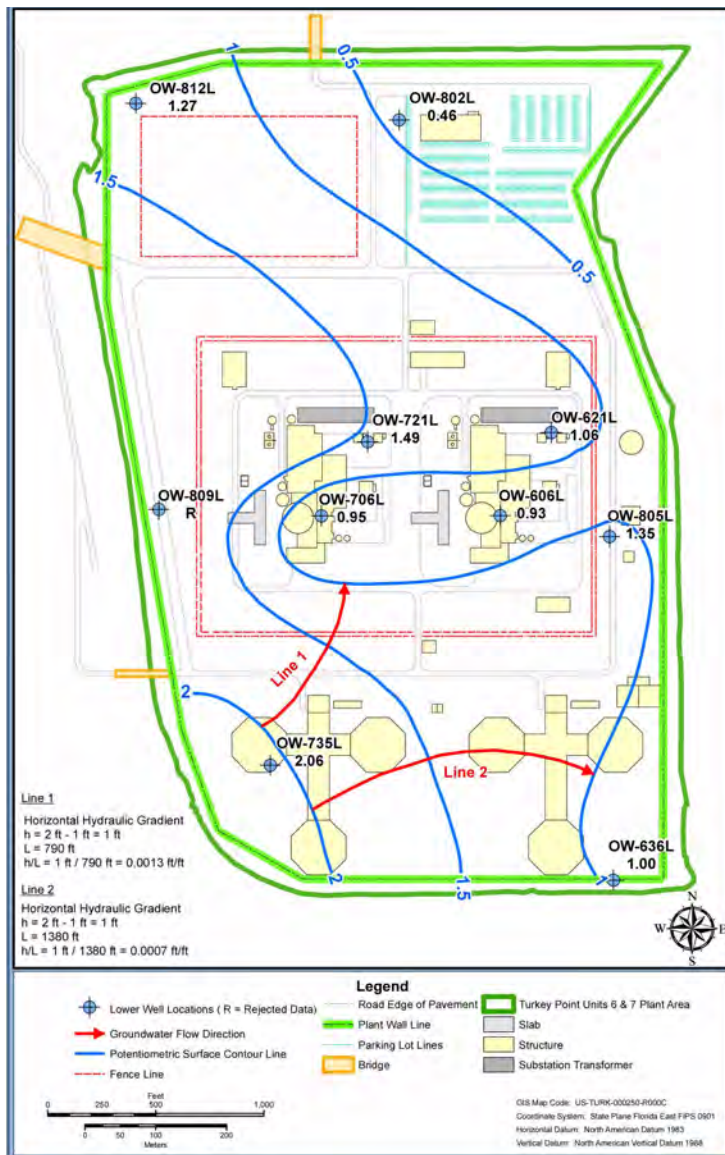 1
0.5
OW-812L
1.27
OW-802L
0.46
1.5
0.5
OW-721L
1.49
OW-621L
1.06
OW-809L
R
OW-706L
0.95
OW-606L
0.93
OW-805L
1.35
Line 1
2
OW-735L
2.06
Line 2
Line 1
Horizontal Hydraulic Gradient
h = 2 ft - 1 ft = 1 ft
L = 790 ft
h/L = 1 ft / 790 ft = 0.0013 ft/ft
Line 2
Horizontal Hydraulic Gradient
h = 2 ft - 1 ft = 1 ft
L = 1380 ft
h/L = 1 ft / 1380 ft = 0.0007 ft/ft
2
1.5
1
OW-636L
1.00
N
W E
S
Legend
Lower Well Locations ( R = Rejected Data)
Groundwater Flow Direction
Potentiometric Surface Contour Line
Fence Line
Road Edge of Pavement
Plant Wall Line
Parking Lot Lines
Bridge
Turkey Point Units 6 & 7 Plant Area
Slab
Structure
Substation Transformer
Feet
0 250 500 1,000
0 50 100 200
Meters
GIS Map Code: US-TURK-000250-R000C
Coordinate System: State Plane Florida East FIPS 0901
Horizontal Datum: North American Datum 1983
Vertical Datum: North American Vertical Datum 1988